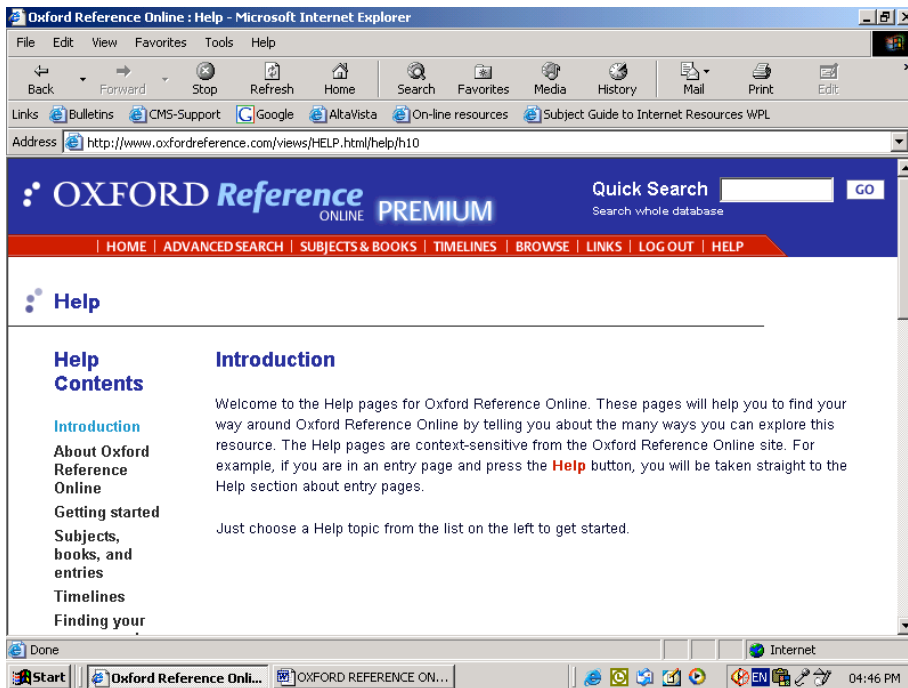 Oxford Reference Online : Help - Microsoft Internet Explorer
File Edit View Favorites Tools Help
Back Forward Stop Refresh Home Search Favorites Media History Mail Print Edit
Links Bulletins CMS-Support Google AltaVista On-line resources Subject Guide to Internet Resources WPL
Address http://www.oxfordreference.com/views/HELP.html/help/h10
OXFORD Reference ONLINE PREMIUM
Quick Search GO
Search whole database
| HOME | ADVANCED SEARCH | SUBJECTS & BOOKS | TIMELINES | BROWSE | LINKS | LOG OUT | HELP
Help
Help Contents
Introduction
About Oxford
Reference
Online
Getting started
Subjects,
books, and
entries
Timelines
Finding your
Introduction
Welcome to the Help pages for Oxford Reference Online. These pages will help you to find your
way around Oxford Reference Online by telling you about the many ways you can explore this
resource. The Help pages are context-sensitive from the Oxford Reference Online site. For
example, if you are in an entry page and press the Help button, you will be taken straight to the
Help section about entry pages.
Just choose a Help topic from the list on the left to get started.
Done Internet
Start Oxford Reference Onli... OXFORD REFERENCE ON... EN 04:46 PM